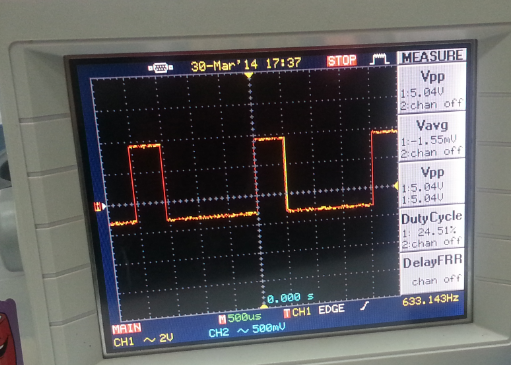 30-Mar'14 17:37 STOP MEASURE
Vpp
1:5.04V
2:chan off
Vavg
1:-1.55mV
2:chan off
Vpp
1:5.04V
1:5.04V
DutyCycle
1: 24.51%
2:chan off
DelayFRR
chan off
0.000 s
MAIN M 500us T CH1 EDGE 633.143Hz
CH1 ~ 2V CH2 ~ 500mV